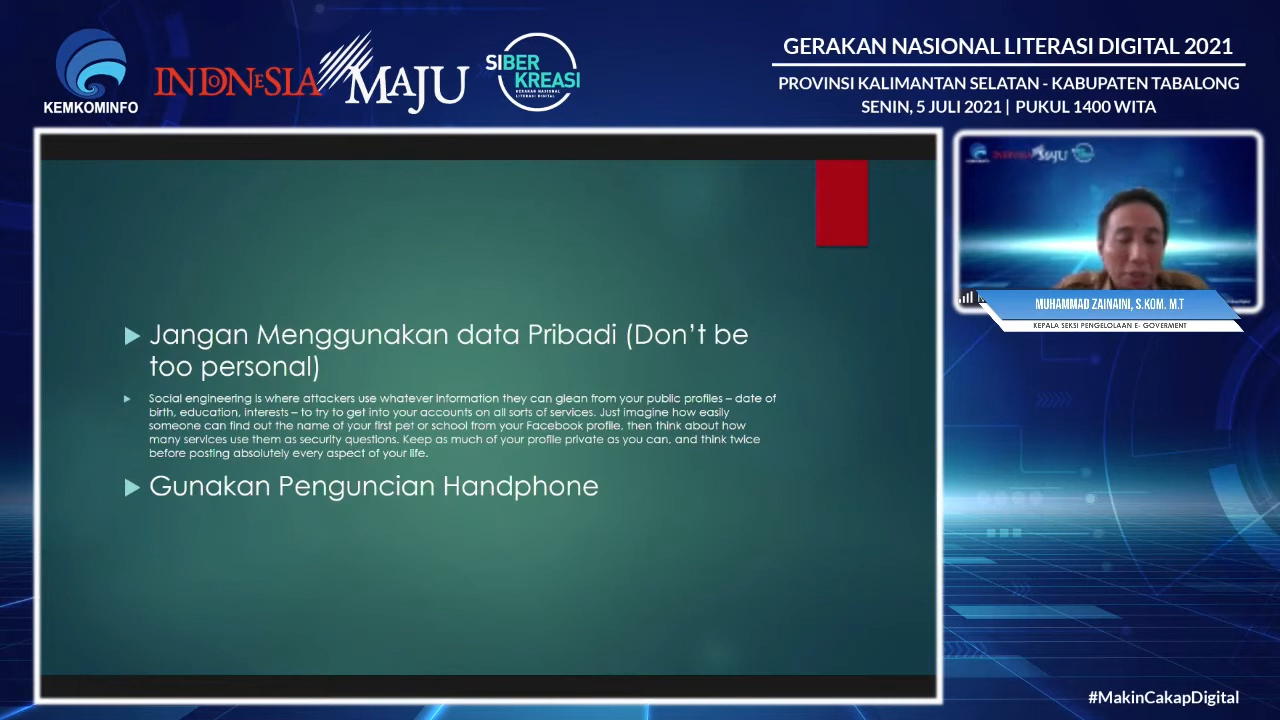 KEMKOMINFO
INDONESIA MAJU
SIBER
KREASI
GERAKAN NASIONAL
LITERASI DIGITAL
GERAKAN NASIONAL LITERASI DIGITAL 2021
PROVINSI KALIMANTAN SELATAN - KABUPATEN TABALONG
SENIN, 5 JULI 2021 | PUKUL 1400 WITA
Jangan Menggunakan data Pribadi (Don't be
too personal)
Social engineering is where attackers use whatever information they can glean from your public profiles – date of
birth, education, interests – to try to get into your accounts on all sorts of services. Just imagine how easily
someone can find out the name of your first pet or school from your Facebook profile, then think about how
many services use them as security questions. Keep as much of your profile private as you can, and think twice
before posting absolutely every aspect of your life.
Gunakan Penguncian Handphone
MUHAMMAD ZAINAINI, S.KOM. M.T
KEPALA SEKSI PENGELOLAAN E- GOVERMENT
#MakinCakapDigital